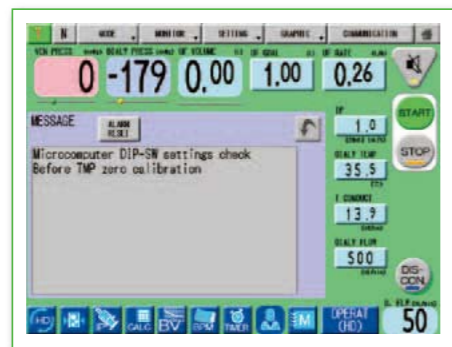 N MODE MONITOR SETTING GRAPHIC COMMUNICATION
VEN PRESS DIALY PRESS UF VOLUME UF GOAL UF RATE
0 -179 0.00 1.00 0.26
MESSAGE ALARM RESET
START
1.0
Microcomputer DIP-SW settings check
Before TMP zero calibration
STOP
DIALY TEMP
35.5
T CONDUCT
13.9
DIALY FLOW
500
DIS-CON.
HD CALC BV BPM TIMER OPERAT (HD) 50